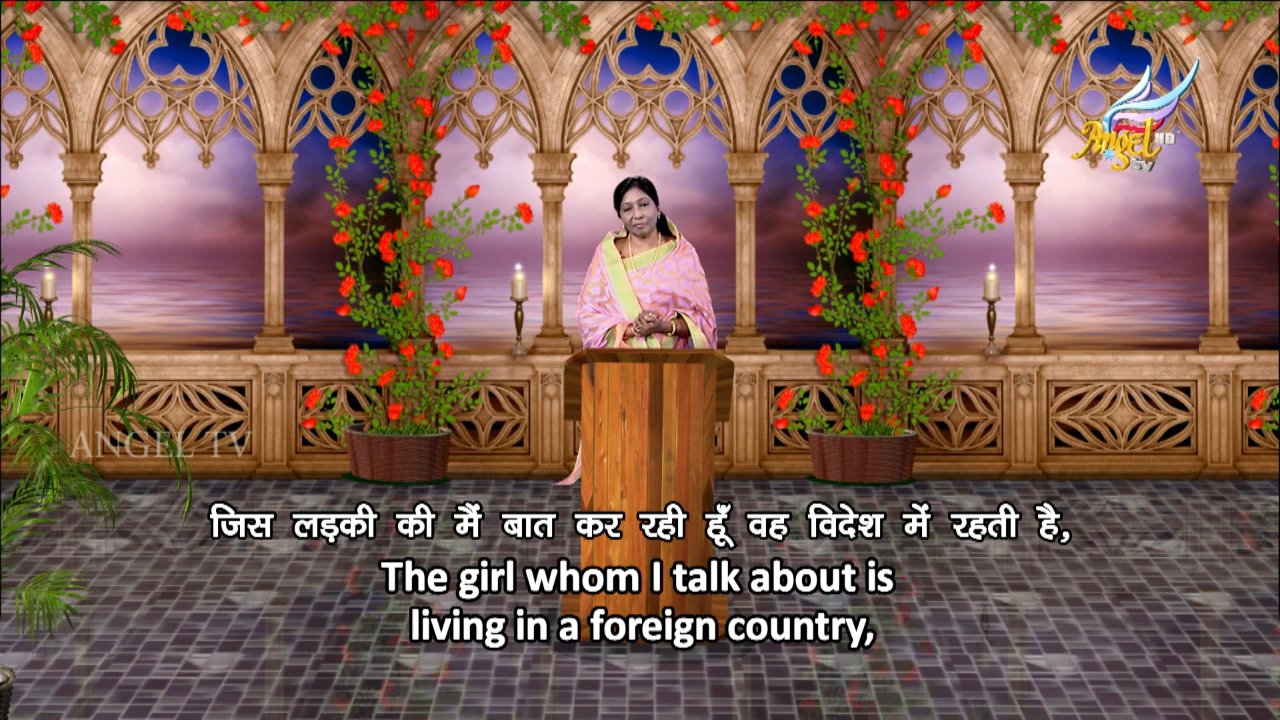 Angel HD
TV
ANGEL TV
जिस लड़की की मैं बात कर रही हूँ वह विदेश में रहती है,
The girl whom I talk about is
living in a foreign country,